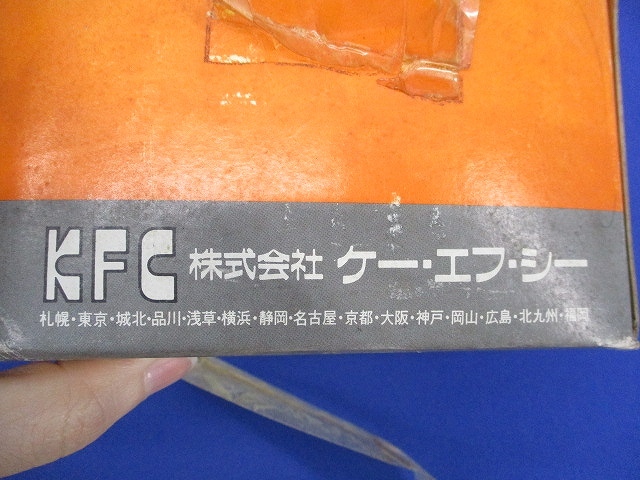 KFC 株式会社 ケー・エフ・シー
札幌・東京・城北・品川・浅草・横浜・静岡・名古屋・京都・大阪・神戸・岡山・広島・北九州・福岡